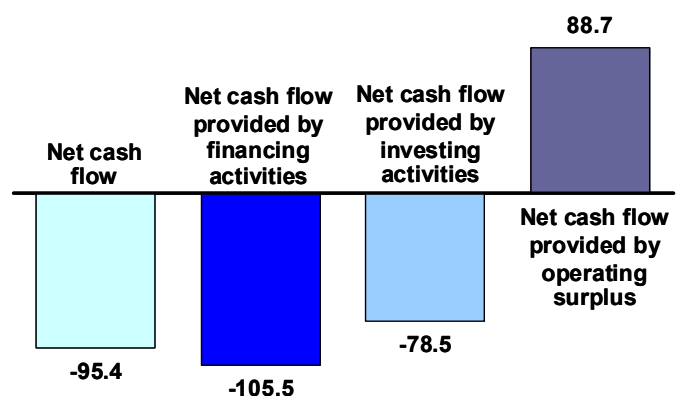 88.7
Net cash
flow
Net cash flow
provided by
financing
activities
Net cash flow
provided by
investing
activities
Net cash flow
provided by
operating
surplus
-95.4
-105.5
-78.5